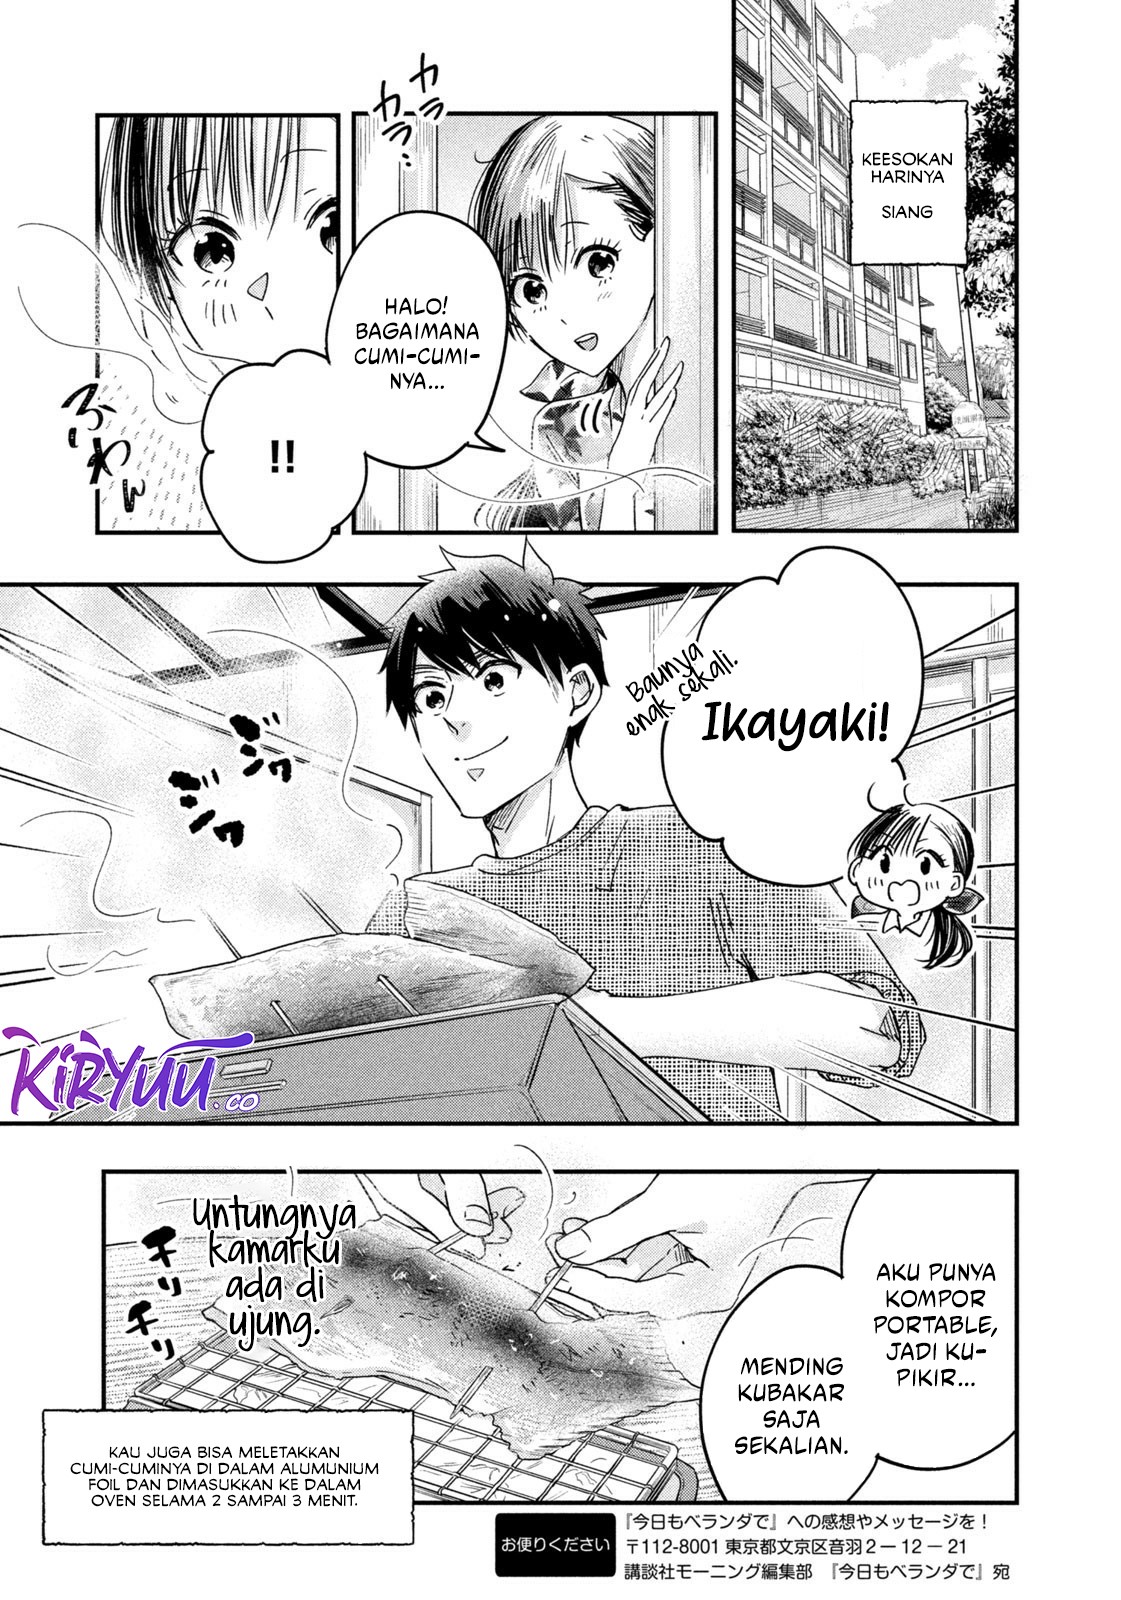 KEESOKAN
HARINYA
SIANG
カラ
カラ…
HALO!
BAGAIMANA
CUMI-CUMI-
NYA...
!!
ふわん
Ikayaki!
Baunya
enak sekali.
じゅ
じゅ
KIRYUU.CO
AKU PUNYA
KOMPOR
PORTABLE,
JADI KU-
PIKIR...
MENDING
KUBAKAR
SAJA
SEKALIAN.
Untungnya
kamarku
ada di
ujung.
チリ
チリ
KAU JUGA BISA MELETAKKAN
CUMI-CUMINYA DI DALAM ALUMUNIUM
FOIL DAN DIMASUKKAN KE DALAM
OVEN SELAMA 2 SAMPAI 3 MENIT.
お便りください
『今日もベランダで』への感想やメッセージを！
〒112-8001 東京都文京区音羽2－12－21
講談社モーニング編集部　『今日もベランダで』宛